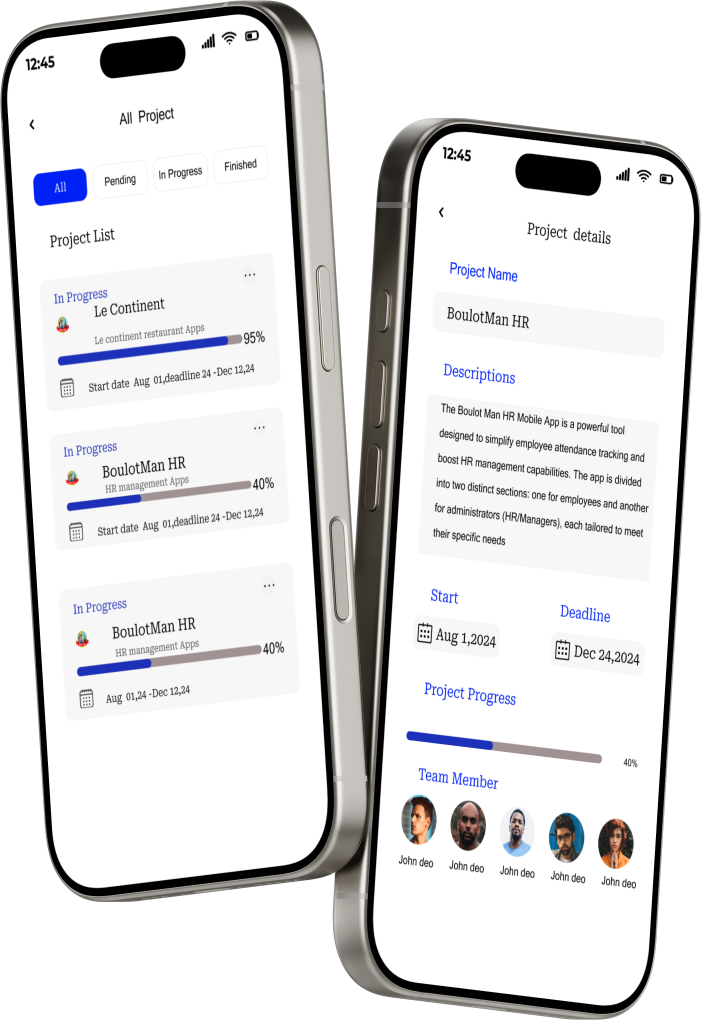 12:45
All Project
All
Pending
In Progress
Finished
Project List
In Progress
Le Continent
Le continent restaurant Apps
95%
Start date Aug 01,deadline 24 -Dec 12,24
In Progress
BoulotMan HR
HR management Apps
40%
Start date Aug 01,deadline 24 -Dec 12,24
In Progress
BoulotMan HR
HR management Apps
40%
Aug 01,24 -Dec 12,24
12:45
Project details
Project Name
BoulotMan HR
Descriptions
The Boulot Man HR Mobile App is a powerful tool
designed to simplify employee attendance tracking and
boost HR management capabilities. The app is divided
into two distinct sections: one for employees and another
for administrators (HR/Managers), each tailored to meet
their specific needs
Start
Deadline
Aug 1,2024
Dec 24,2024
Project Progress
40%
Team Member
John deo
John deo
John deo
John deo
John deo